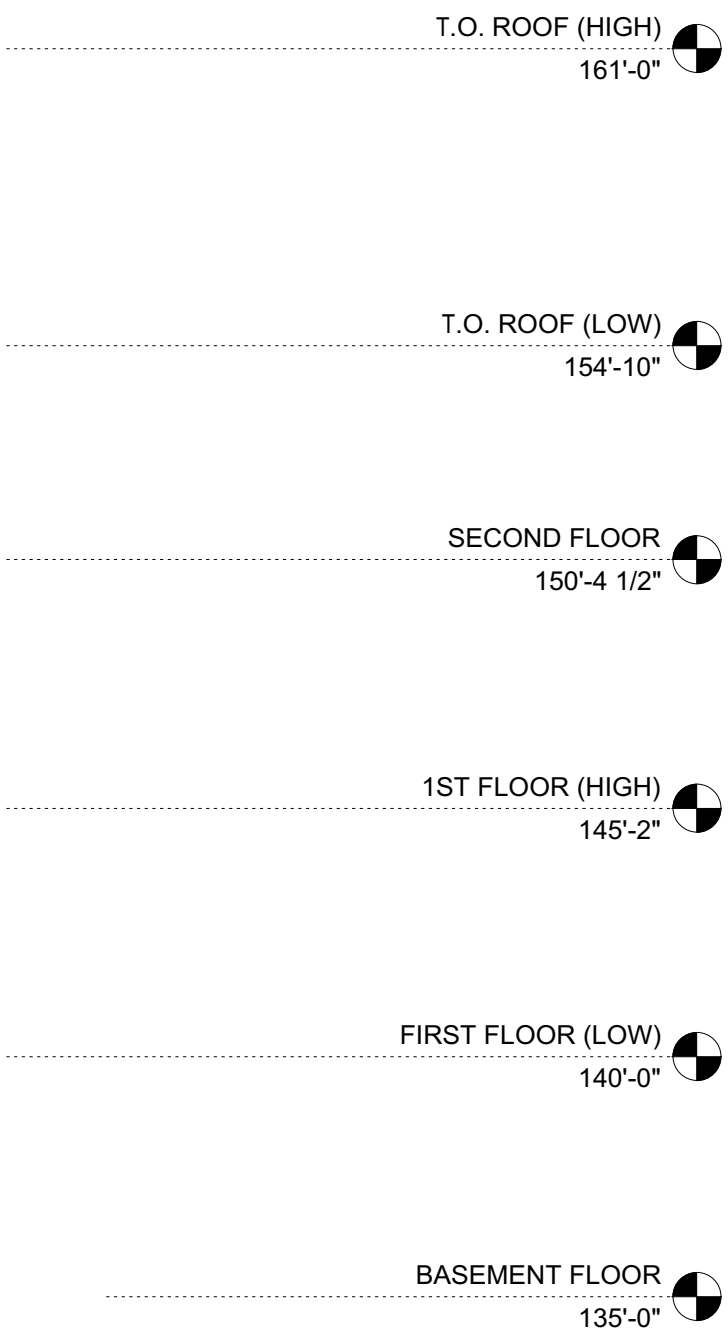 T.O. ROOF (HIGH)
161'-0"
T.O. ROOF (LOW)
154'-10"
SECOND FLOOR
150'-4 1/2"
1ST FLOOR (HIGH)
145'-2"
FIRST FLOOR (LOW)
140'-0"
BASEMENT FLOOR
135'-0"